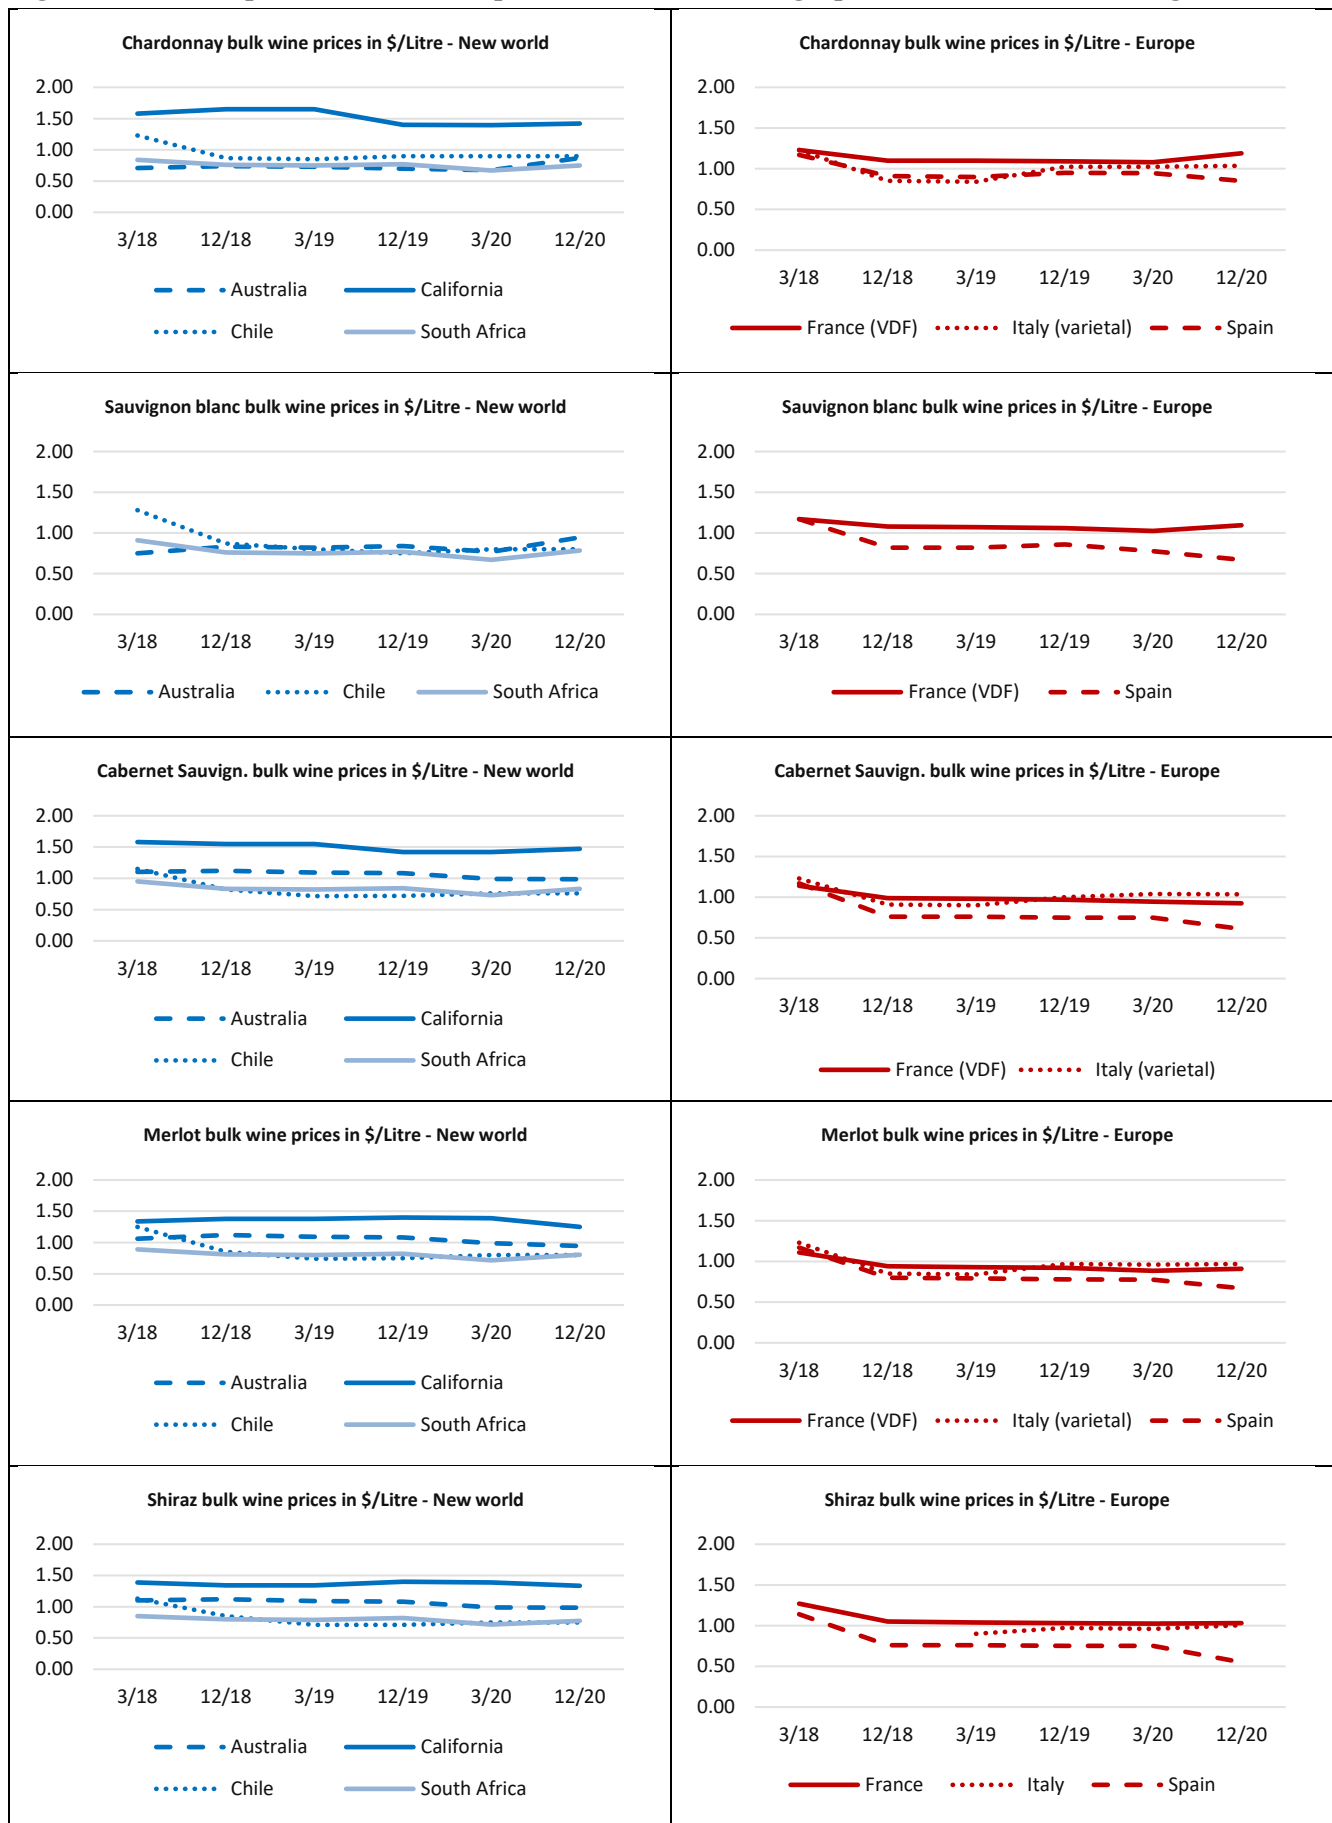 Chardonnay bulk wine prices in $/Litre - New world
2.00
1.50
1.00
0.50
0.00
3/18 12/18 3/19 12/19 3/20 12/20
Australia California
Chile South Africa
Chardonnay bulk wine prices in $/Litre - Europe
2.00
1.50
1.00
0.50
0.00
3/18 12/18 3/19 12/19 3/20 12/20
France (VDF) Italy (varietal) Spain
Sauvignon blanc bulk wine prices in $/Litre - New world
2.00
1.50
1.00
0.50
0.00
3/18 12/18 3/19 12/19 3/20 12/20
Australia Chile South Africa
Sauvignon blanc bulk wine prices in $/Litre - Europe
2.00
1.50
1.00
0.50
0.00
3/18 12/18 3/19 12/19 3/20 12/20
France (VDF) Spain
Cabernet Sauvign. bulk wine prices in $/Litre - New world
2.00
1.50
1.00
0.50
0.00
3/18 12/18 3/19 12/19 3/20 12/20
Australia California
Chile South Africa
Cabernet Sauvign. bulk wine prices in $/Litre - Europe
2.00
1.50
1.00
0.50
0.00
3/18 12/18 3/19 12/19 3/20 12/20
France (VDF) Italy (varietal)
Merlot bulk wine prices in $/Litre - New world
2.00
1.50
1.00
0.50
0.00
3/18 12/18 3/19 12/19 3/20 12/20
Australia California
Chile South Africa
Merlot bulk wine prices in $/Litre - Europe
2.00
1.50
1.00
0.50
0.00
3/18 12/18 3/19 12/19 3/20 12/20
France (VDF) Italy (varietal) Spain
Shiraz bulk wine prices in $/Litre - New world
2.00
1.50
1.00
0.50
0.00
3/18 12/18 3/19 12/19 3/20 12/20
Australia California
Chile South Africa
Shiraz bulk wine prices in $/Litre - Europe
2.00
1.50
1.00
0.50
0.00
3/18 12/18 3/19 12/19 3/20 12/20
France Italy Spain